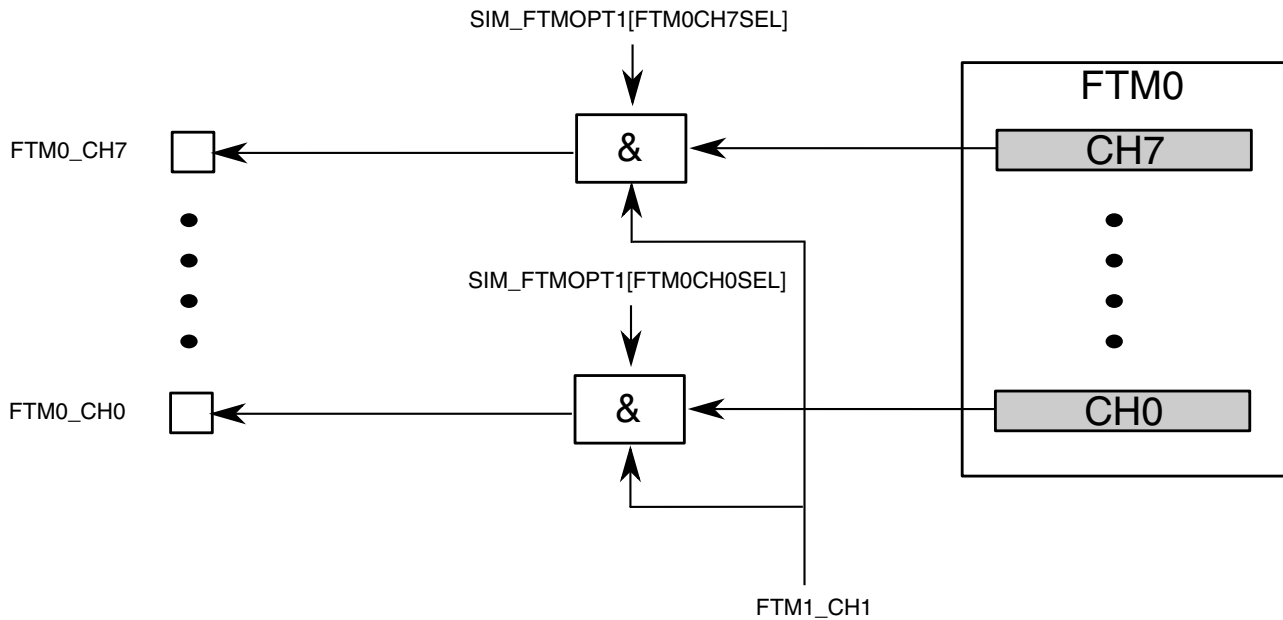 SIM_FTMOPT1[FTM0CH7SEL]
FTM0
FTM0_CH7
&
CH7
SIM_FTMOPT1[FTM0CH0SEL]
FTM0_CH0
&
CH0
FTM1_CH1